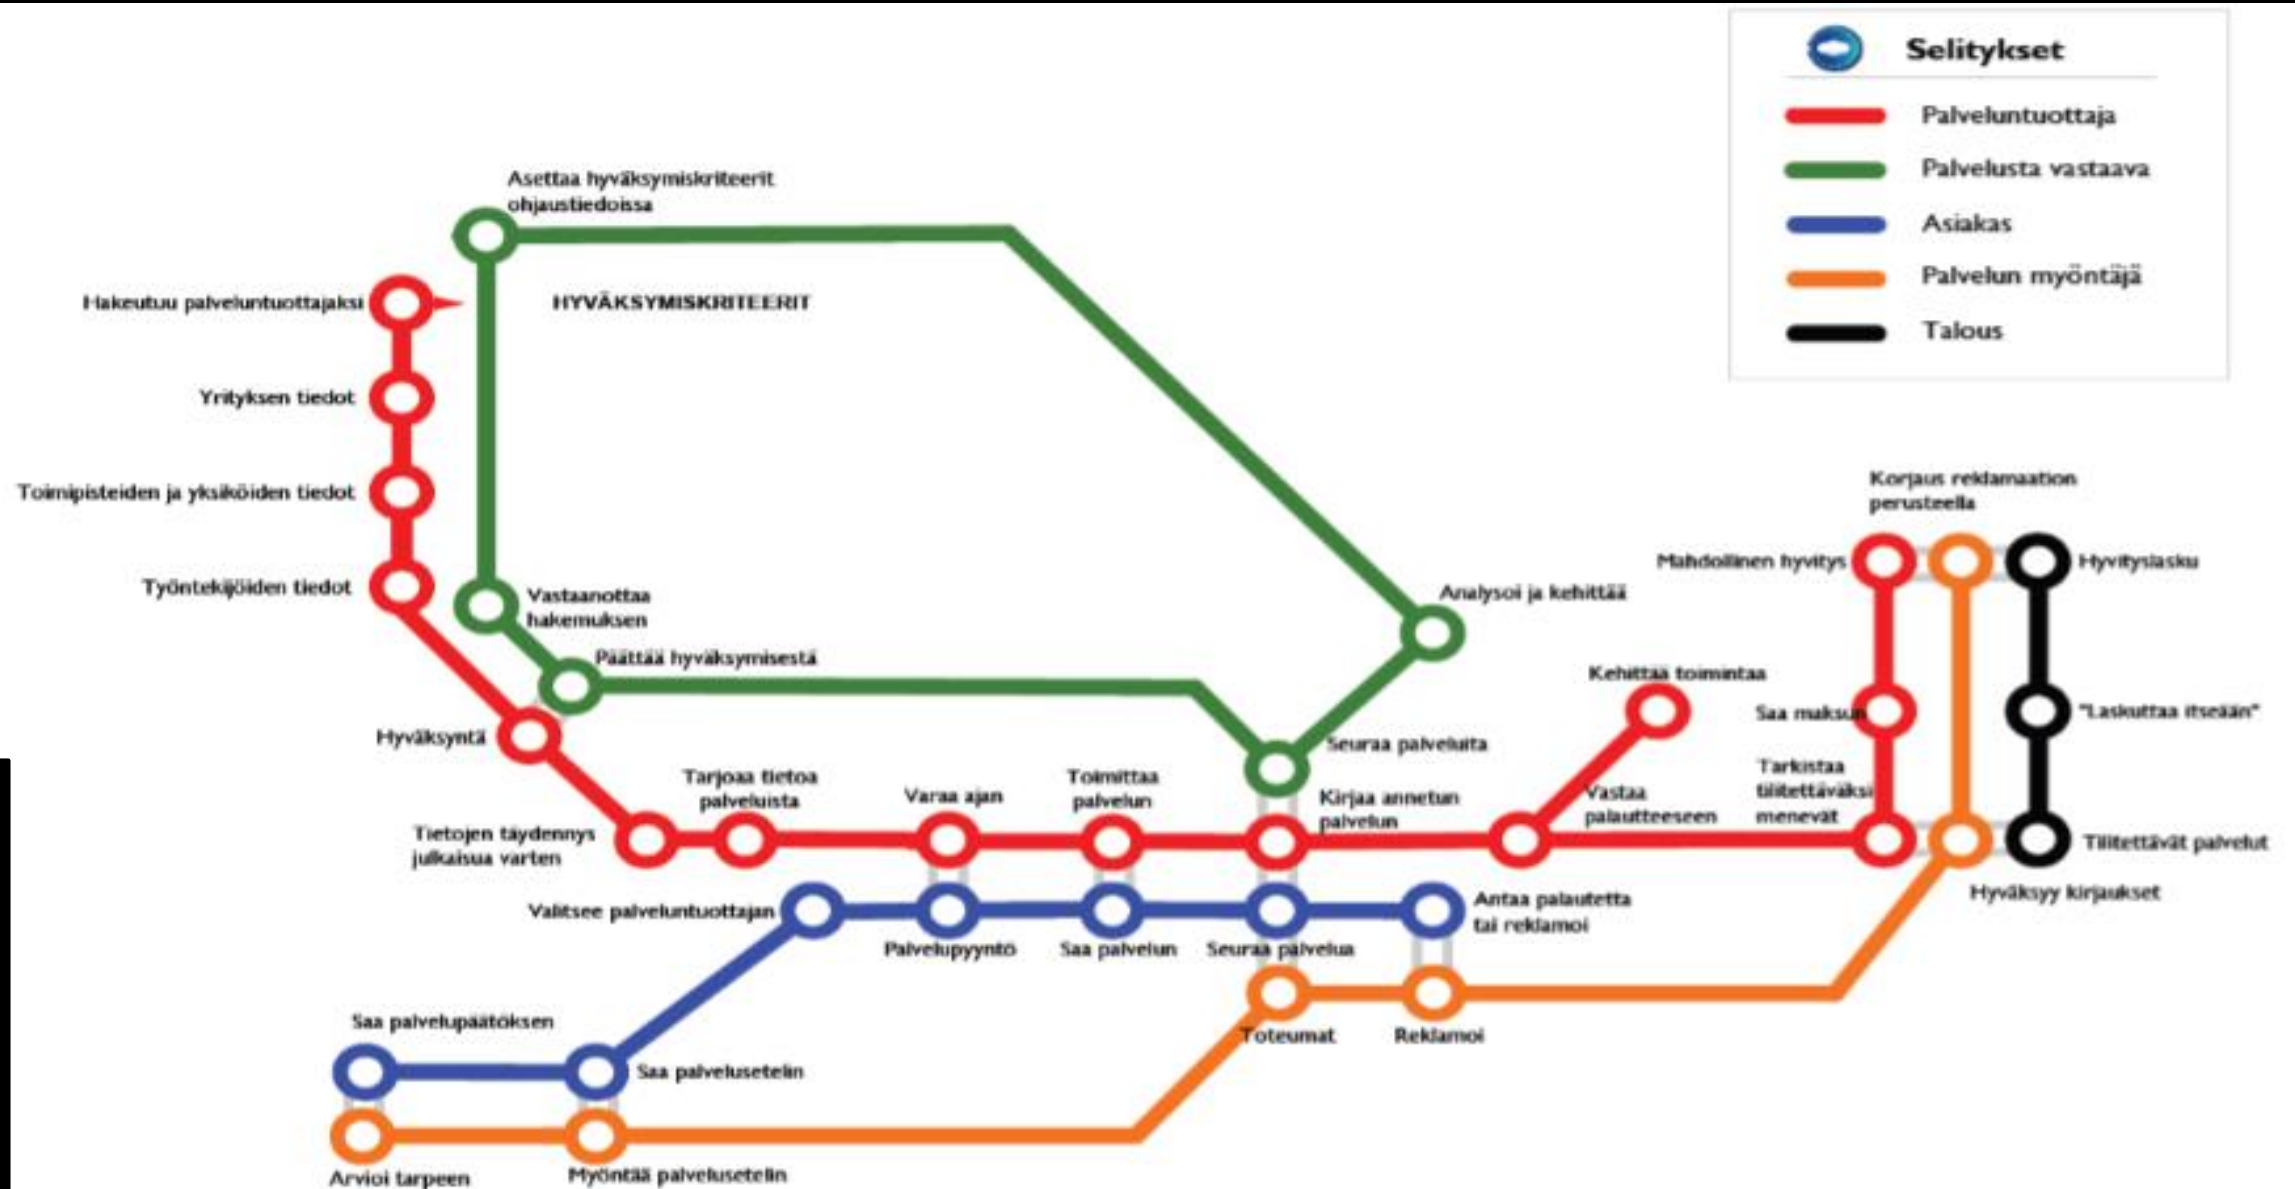 Selitykset
Palveluntuottaja
Palvelusta vastaava
Asiakas
Palvelun myöntäjä
Talous
Asettaa hyväksymiskriteerit
ohjaustiedoissa
Hakeutuu palveluntuottajaksi
HYVÄKSYMISKRITEERIT
Yrityksen tiedot
Toimipisteiden ja yksiköiden tiedot
Työntekijöiden tiedot
Vastaanottaa
hakemuksen
Päättää hyväksymisestä
Hyväksyntä
Analysoi ja kehittää
Seuraa palveluita
Kehittää toimintaa
Korjaus reklamaation
perusteella
Mahdollinen hyvitys
Hyvityslasku
Saa maksun
"Laskuttaa itseään"
Tarkistaa
tilitettäväksi
menevät
Tilitettävät palvelut
Hyväksyy kirjaukset
Tietojen täydennys
julkaisua varten
Tarjoaa tietoa
palveluista
Varaa ajan
Toimittaa
palvelun
Kirjaa annetun
palvelun
Vastaa
palautteeseen
Valitsee palveluntuottajan
Palvelupyyntö
Saa palvelun
Seuraa palvelua
Antaa palautetta
tai reklamoi
Saa palvelupäätöksen
Saa palvelusetelin
Toteumat
Reklamoi
Arvioi tarpeen
Myöntää palvelusetelin